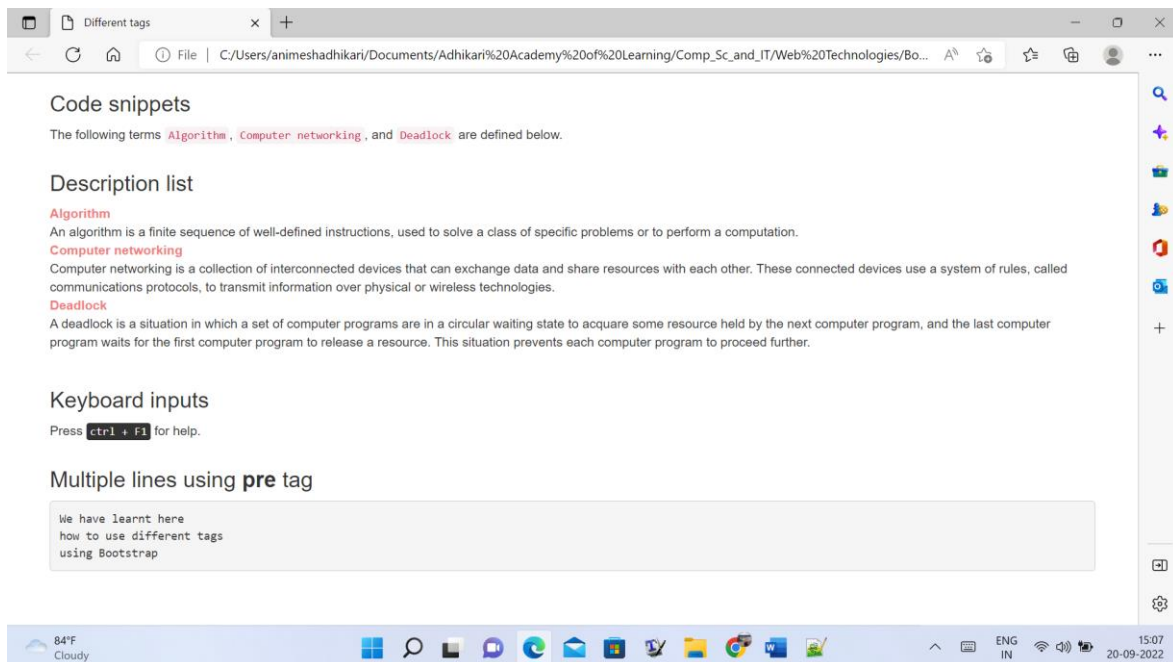 Different tags
File | C:/Users/animeshadhikari/Documents/Adhikari%20Academy%20of%20Learning/Comp_Sc_and_IT/Web%20Technologies/Bo...
Code snippets
The following terms Algorithm, Computer networking, and Deadlock are defined below.
Description list
Algorithm
An algorithm is a finite sequence of well-defined instructions, used to solve a class of specific problems or to perform a computation.
Computer networking
Computer networking is a collection of interconnected devices that can exchange data and share resources with each other. These connected devices use a system of rules, called
communications protocols, to transmit information over physical or wireless technologies.
Deadlock
A deadlock is a situation in which a set of computer programs are in a circular waiting state to acquare some resource held by the next computer program, and the last computer
program waits for the first computer program to release a resource. This situation prevents each computer program to proceed further.
Keyboard inputs
Press ctrl + F1 for help.
Multiple lines using pre tag
We have learnt here
how to use different tags
using Bootstrap
84°F
Cloudy
ENG
IN
15:07
20-09-2022